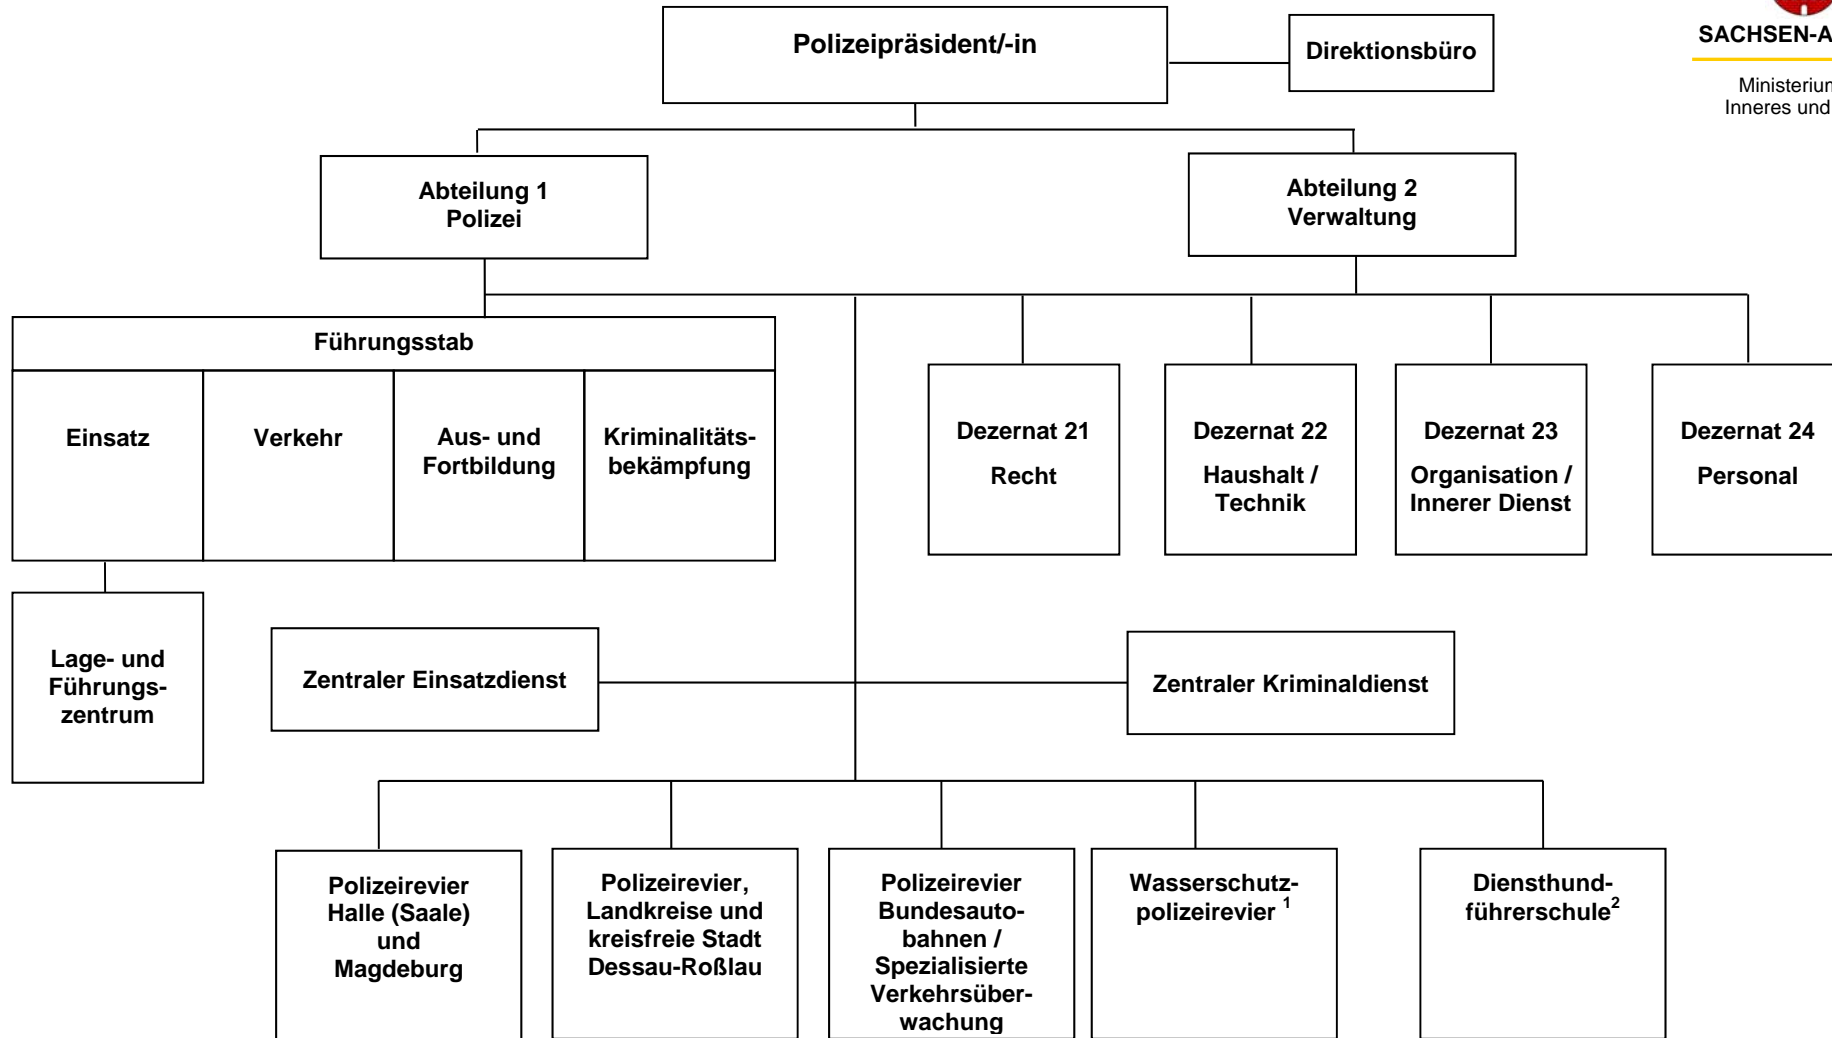 Polizeipräsident/-in
Direktionsbüro
SACHSEN-A
Ministeriu
Inneres und
Abteilung 1
Polizei
Abteilung 2
Verwaltung
Führungsstab
Einsatz
Verkehr
Aus- und
Fortbildung
Kriminalitäts-
bekämpfung
Dezernat 21
Recht
Dezernat 22
Haushalt /
Technik
Dezernat 23
Organisation /
Innerer Dienst
Dezernat 24
Personal
Lage- und
Führungs-
zentrum
Zentraler Einsatzdienst
Zentraler Kriminaldienst
Polizeirevier
Halle (Saale)
und
Magdeburg
Polizeirevier,
Landkreise und
kreisfreie Stadt
Dessau-Roßlau
Polizeirevier
Bundesauto-
bahnen /
Spezialisierte
Verkehrsüber-
wachung
Wasserschutz-
polizeirevier 1
Diensthund-
führerschule2